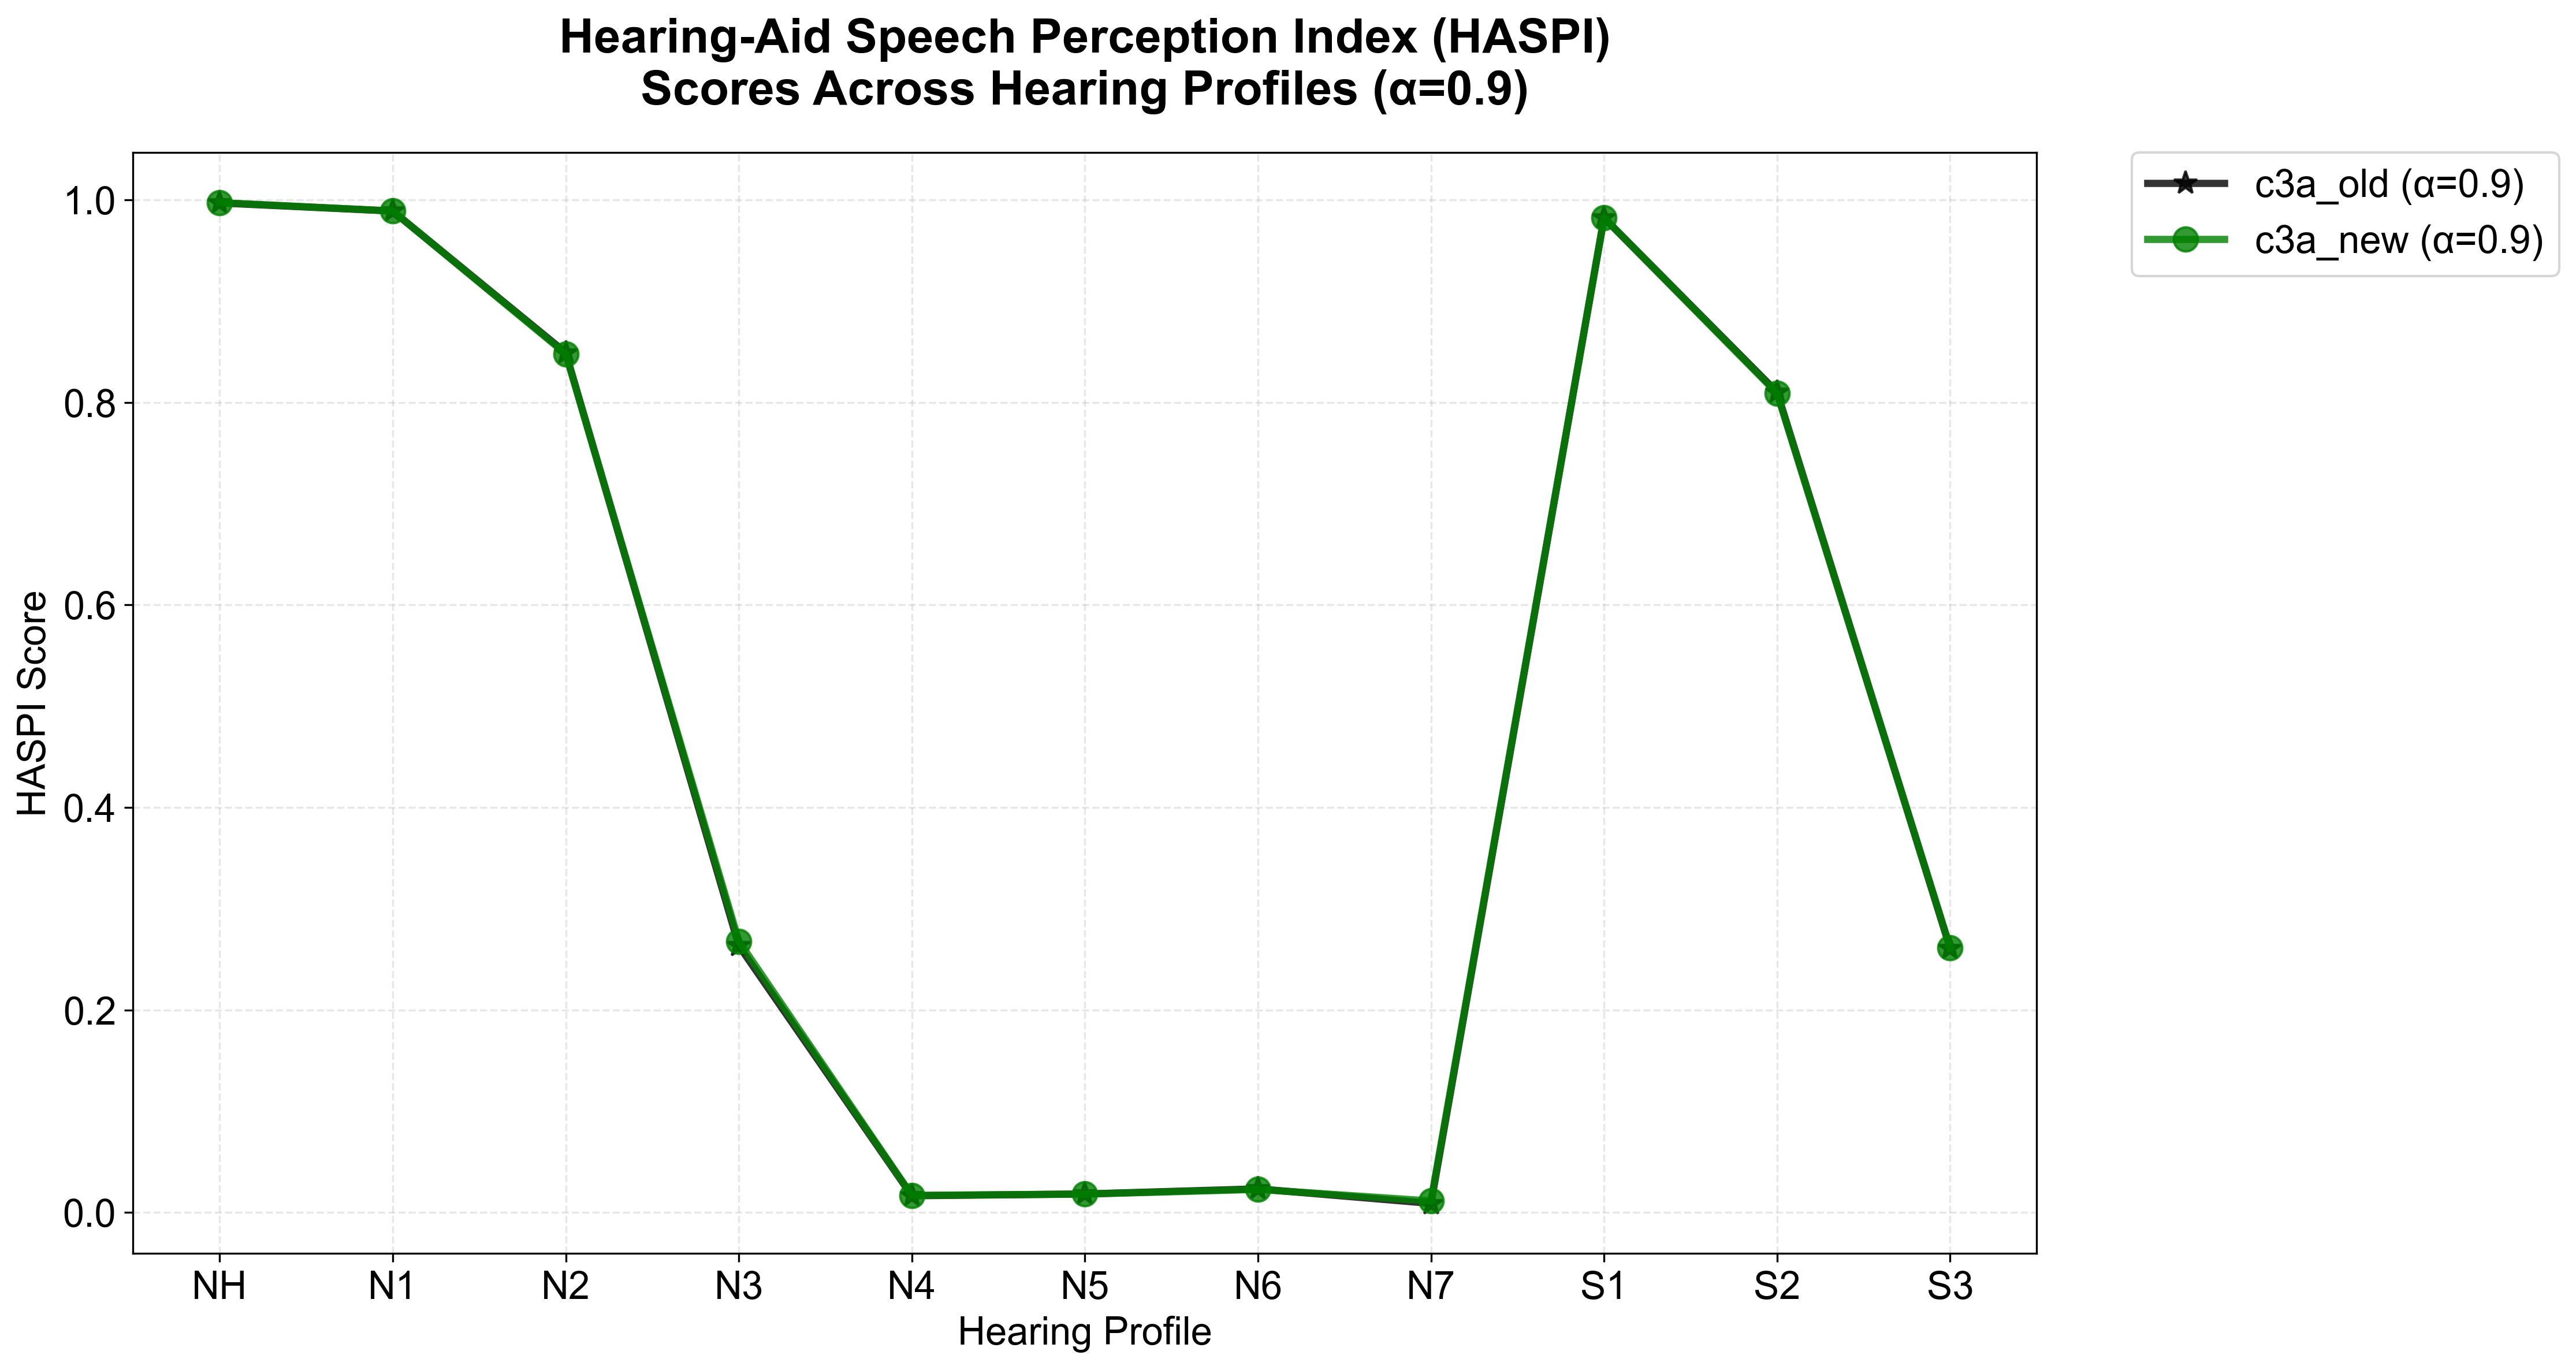 Hearing-Aid Speech Perception Index (HASPI)
Scores Across Hearing Profiles (α=0.9)
c3a_old (α=0.9)
c3a_new (α=0.9)
HASPI Score
1.0
0.8
0.6
0.4
0.2
0.0
NH N1 N2 N3 N4 N5 N6 N7 S1 S2 S3
Hearing Profile